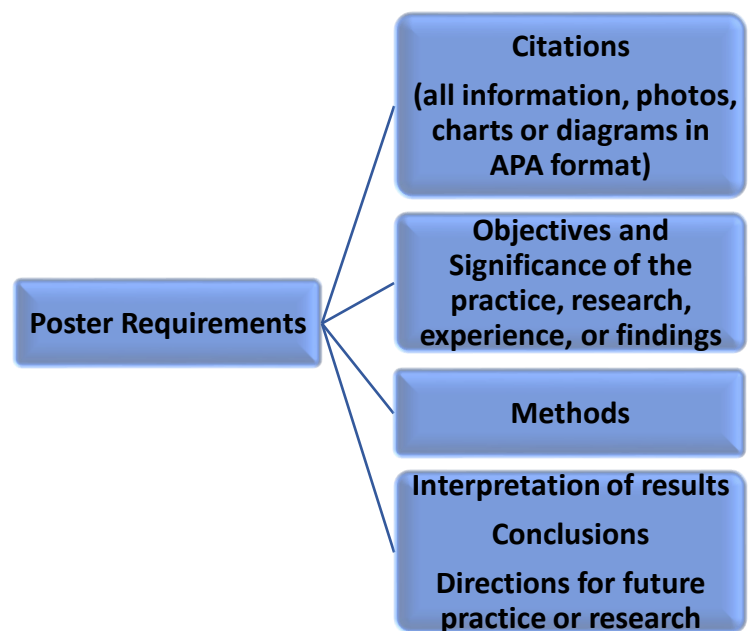 Poster Requirements
Citations
(all information, photos,
charts or diagrams in
APA format)
Objectives and
Significance of the
practice, research,
experience, or findings
Methods
Interpretation of results
Conclusions
Directions for future
practice or research